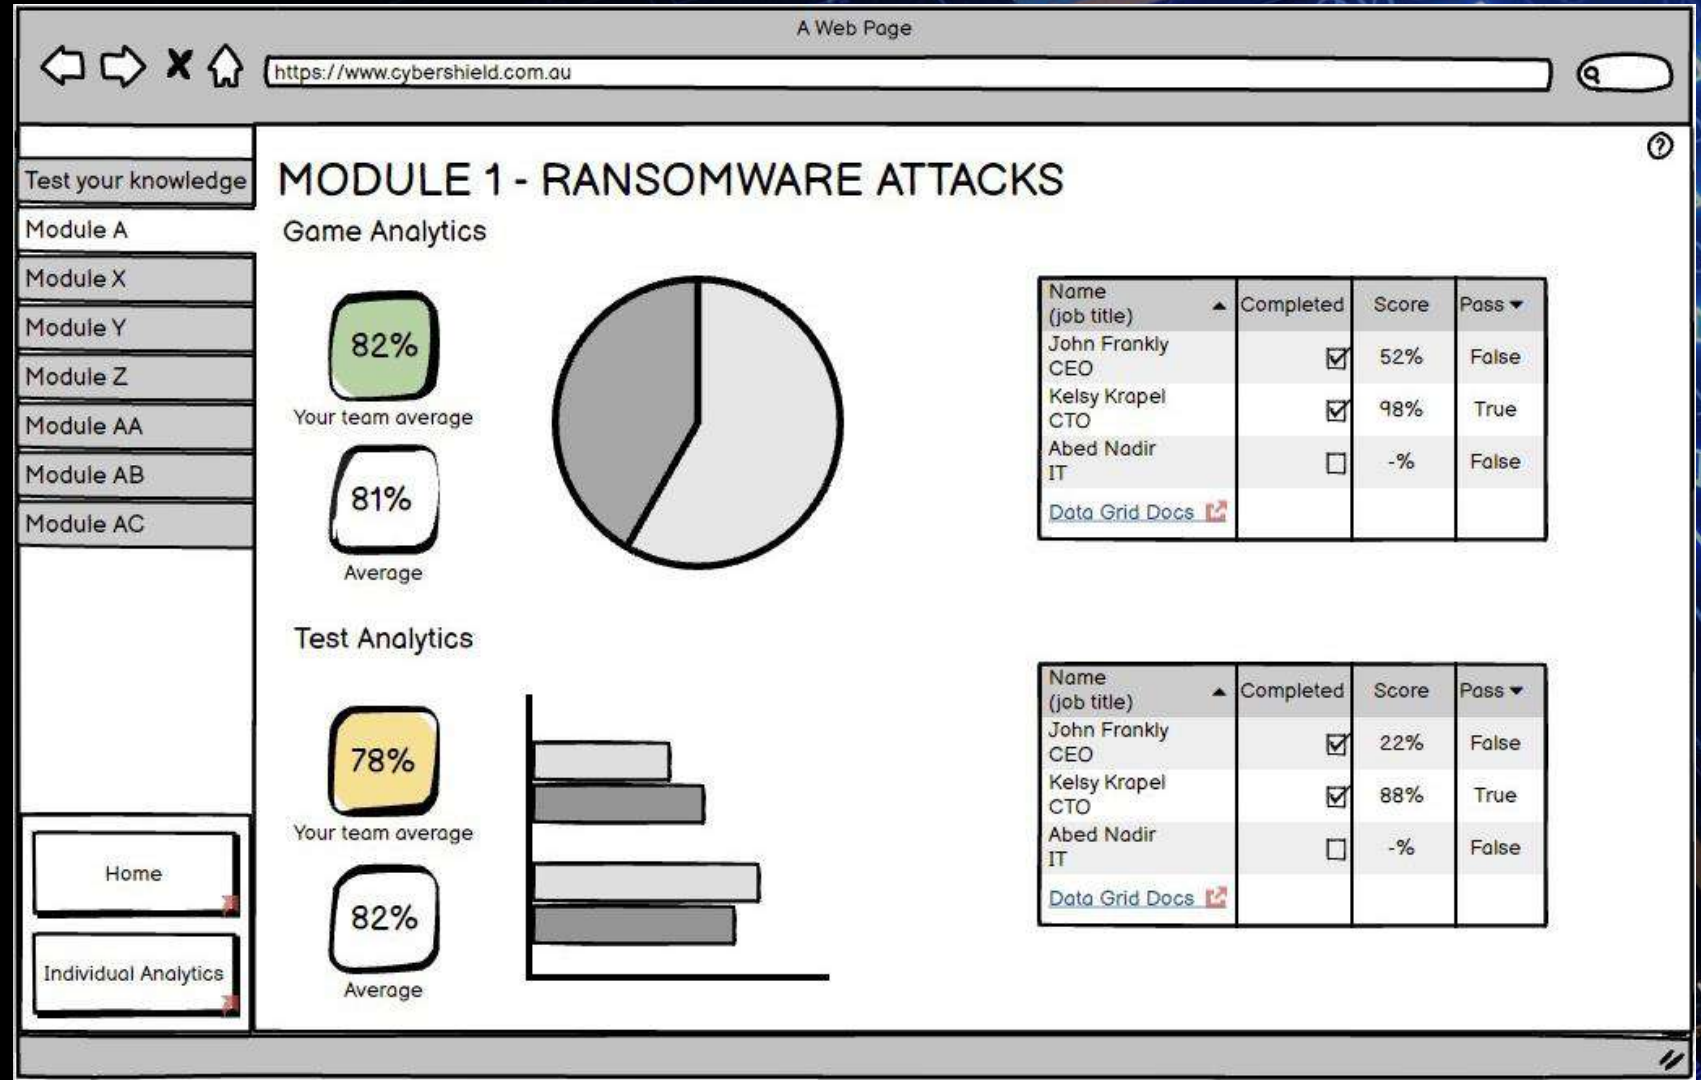 A Web Page
https://www.cybershield.com.au
Test your knowledge
Module A
Module X
Module Y
Module Z
Module AA
Module AB
Module AC
Home
Individual Analytics
MODULE 1 - RANSOMWARE ATTACKS
Game Analytics
82%
Your team average
81%
Average
Name
(job title) Completed Score Pass
John Frankly
CEO 52% False
Kelsy Krapel
CTO 98% True
Abed Nadir
IT -% False
Data Grid Docs
Test Analytics
78%
Your team average
82%
Average
Name
(job title) Completed Score Pass
John Frankly
CEO 22% False
Kelsy Krapel
CTO 88% True
Abed Nadir
IT -% False
Data Grid Docs